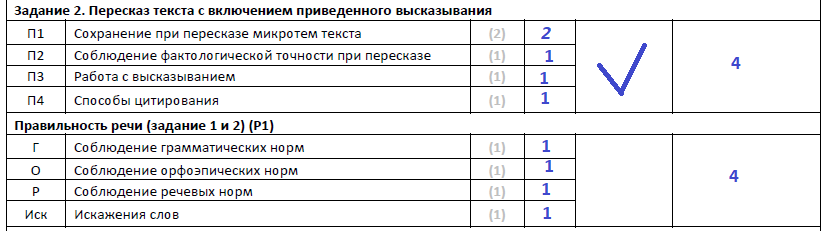 Задание 2. Пересказ текста с включением приведенного высказывания
П1 Сохранение при пересказе микротем текста (2) 2
П2 Соблюдение фактологической точности при пересказе (1) 1
4
П3 Работа с высказыванием (1) 1
П4 Способы цитирования (1) 1
Правильность речи (задание 1 и 2) (Р1)
Г Соблюдение грамматических норм (1) 1
О Соблюдение орфоэпических норм (1) 1
4
Р Соблюдение речевых норм (1) 1
Иск Искажения слов (1) 1